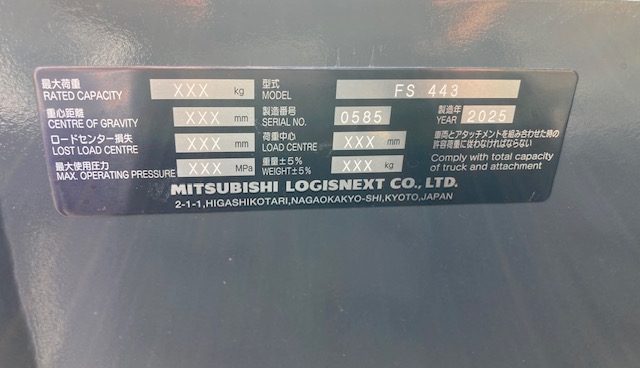 最大荷重 RATED CAPACITY XXX kg 型式 MODEL FS 443
重心距離 CENTRE OF GRAVITY XXX mm 製造番号 SERIAL NO. 0585 製造年 YEAR 2025
ロードセンター損失 LOST LOAD CENTRE XXX mm 荷重中心 LOAD CENTRE XXX mm
最大使用圧力 MAX. OPERATING PRESSURE XXX MPa 重量±5% WEIGHT±5% XXX kg
車両とアタッチメントを組み合わせた時の
許容荷重に従わなければならない
Comply with total capacity
of truck and attachment
MITSUBISHI LOGISNEXT CO., LTD.
2-1-1,HIGASHIKOTARI,NAGAOKAKYO-SHI,KYOTO,JAPAN